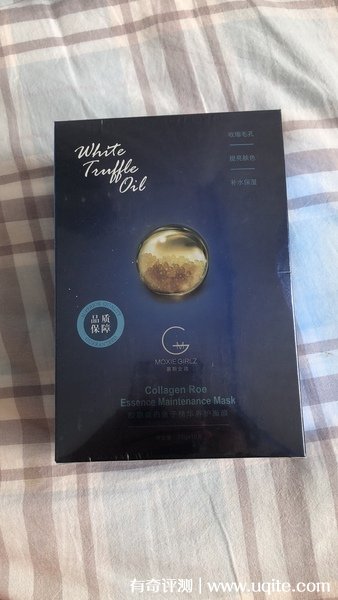 White
Truffle
Oil
收缩毛孔
提亮肤色
补水保湿
品质
保障
GM
MOXIE GIRLZ
Collagen Roe
Essence Maintenance Mask
有奇评测 | www.uqite.com